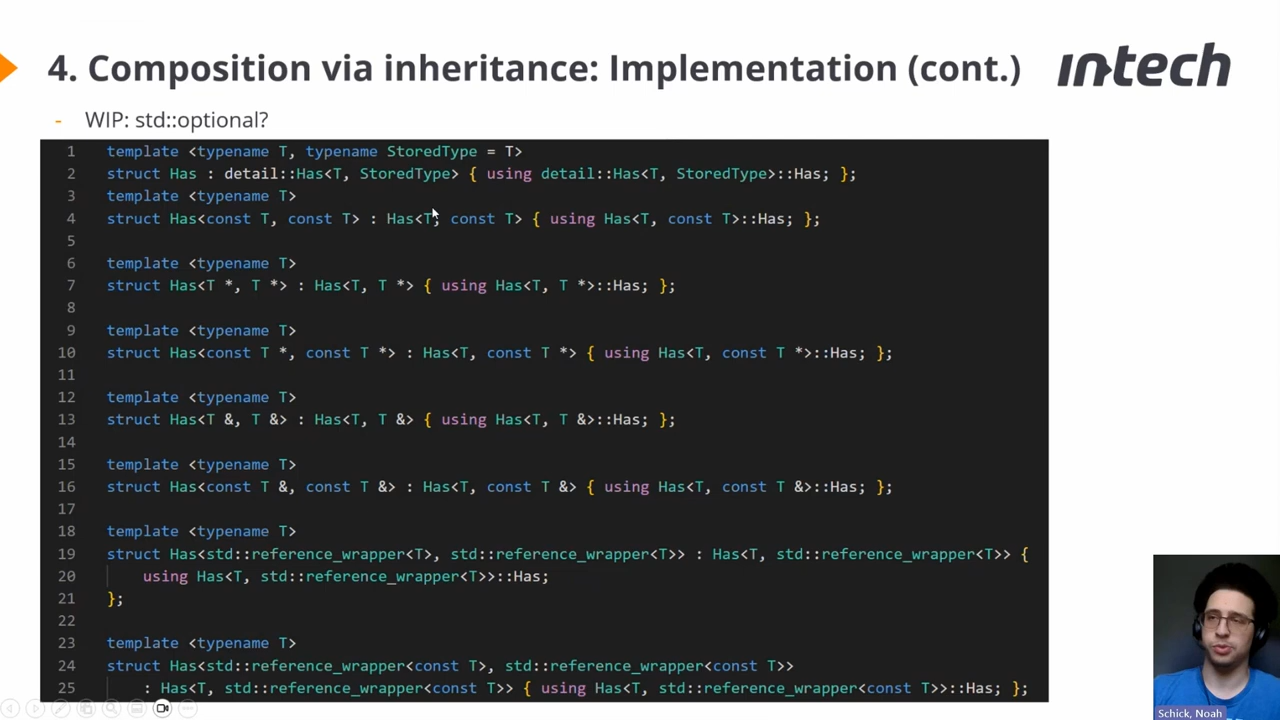 4. Composition via inheritance: Implementation (cont.)
intech
- WIP: std::optional?
1 template <typename T, typename StoredType = T>
2 struct Has : detail::Has<T, StoredType> { using detail::Has<T, StoredType>::Has; };
3 template <typename T>
4 struct Has<const T, const T> : Has<T, const T> { using Has<T, const T>::Has; };
5
6 template <typename T>
7 struct Has<T *, T *> : Has<T, T *> { using Has<T, T *>::Has; };
8
9 template <typename T>
10 struct Has<const T *, const T *> : Has<T, const T *> { using Has<T, const T *>::Has; };
11
12 template <typename T>
13 struct Has<T &, T &> : Has<T, T &> { using Has<T, T &>::Has; };
14
15 template <typename T>
16 struct Has<const T &, const T &> : Has<T, const T &> { using Has<T, const T &>::Has; };
17
18 template <typename T>
19 struct Has<std::reference_wrapper<T>, std::reference_wrapper<T>> : Has<T, std::reference_wrapper<T>> {
20 using Has<T, std::reference_wrapper<T>>::Has;
21 };
22
23 template <typename T>
24 struct Has<std::reference_wrapper<const T>, std::reference_wrapper<const T>>
25 : Has<T, std::reference_wrapper<const T>> { using Has<T, std::reference_wrapper<const T>>::Has; };
Schick, Noah